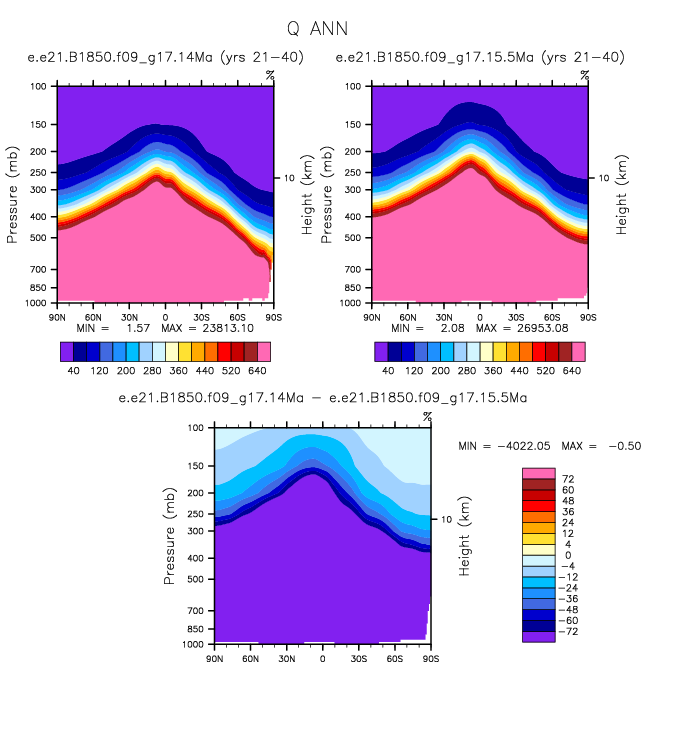 Q ANN
e.e21.B1850.f09_g17.14Ma (yrs 21−40)
e.e21.B1850.f09_g17.15.5Ma (yrs 21−40)
%
%
100
150
200
250
300
400
500
700
850
1000
Pressure (mb)
10
Height (km)
90N 60N 30N 0 30S 60S 90S
MIN = 1.57 MAX = 23813.10
40 120 200 280 360 440 520 640
100
150
200
250
300
400
500
700
850
1000
Pressure (mb)
10
Height (km)
90N 60N 30N 0 30S 60S 90S
MIN = 2.08 MAX = 26953.08
40 120 200 280 360 440 520 640
e.e21.B1850.f09_g17.14Ma − e.e21.B1850.f09_g17.15.5Ma
%
MIN = −4022.05 MAX = −0.50
100
150
200
250
300
400
500
700
850
1000
Pressure (mb)
10
Height (km)
90N 60N 30N 0 30S 60S 90S
72
60
48
36
24
12
4
0
−4
−12
−24
−36
−48
−60
−72